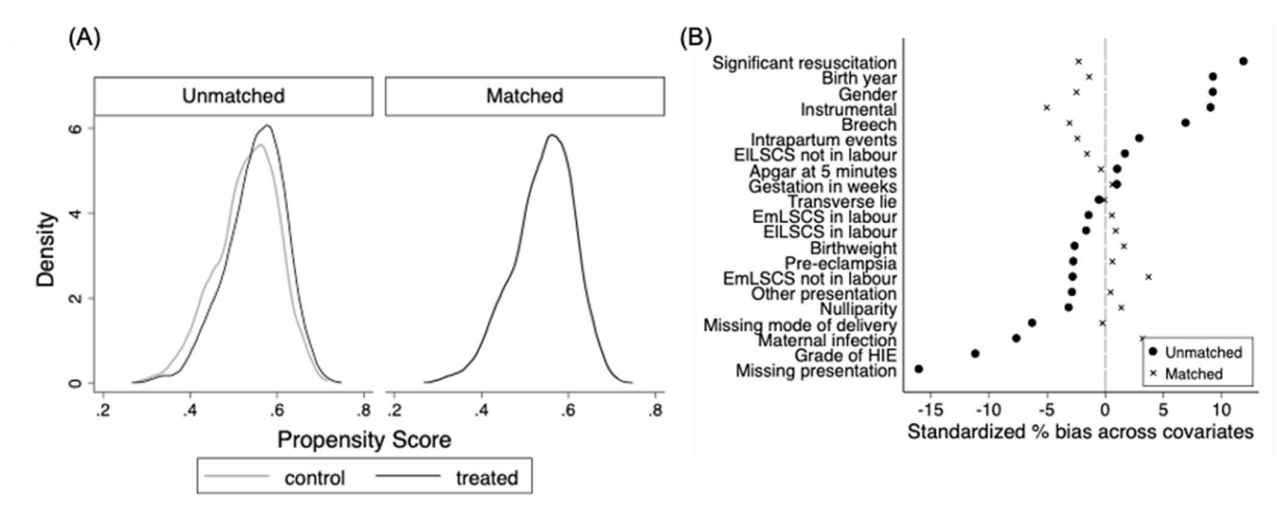 (A)
Unmatched
Matched
Density
6
4
2
0
.2
.4
.6
.8
.2
.4
.6
.8
Propensity Score
control
treated
(B)
Significant resuscitation
Birth year
Gender
Instrumental
Breech
Intrapartum events
ElLSCS not in labour
Apgar at 5 minutes
Gestation in weeks
Transverse lie
EmLSCS in labour
ElLSCS in labour
Birthweight
Pre-eclampsia
EmLSCS not in labour
Other presentation
Nulliparity
Missing mode of delivery
Maternal infection
Grade of HIE
Missing presentation
Unmatched
Matched
-15
-10
-5
0
5
10
Standardized % bias across covariates